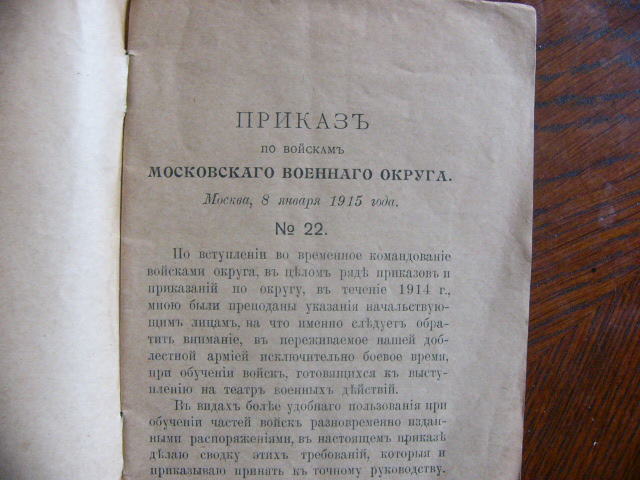 ПРИКАЗЪ
ПО ВОЙСКАМЪ
МОСКОВСКАГО ВОЕННАГО ОКРУГА.
Москва, 8 января 1915 года.
№ 22.
По вступленіи во временное командованіе
войсками округа, въ цѣломъ рядѣ приказовъ и
приказаній по округу, въ теченіе 1914 г.,
мною были преподаны указанія начальствую-
щимъ лицамъ, на что именно слѣдуетъ обра-
тить вниманіе, въ переживаемое нашей доб-
лестной арміей исключительно боевое время,
при обученіи войскъ, готовящихся къ высту-
пленію на театръ военныхъ дѣйствій.
Въ видахъ болѣе удобнаго пользованія при
обученіи частей войскъ разновременно издан-
ными распоряженіями, въ настоящемъ приказѣ
дѣлаю сводку этихъ требованій, которыя и
приказываю принять къ точному руководству.